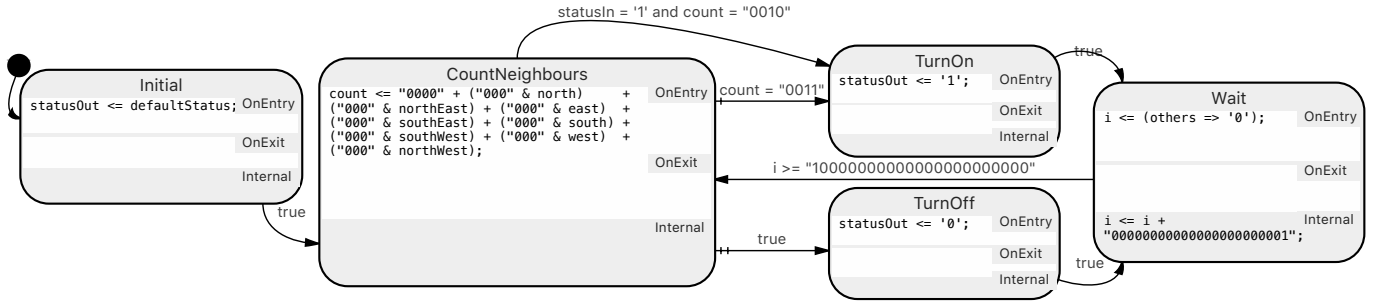 statusIn = '1' and count = "0010"
Initial
statusOut <= defaultStatus;
OnEntry
OnExit
Internal
true
CountNeighbours
count <= "0000" + ("000" & north) +
("000" & northEast) + ("000" & east) +
("000" & southEast) + ("000" & south) +
("000" & southWest) + ("000" & west) +
("000" & northWest);
OnEntry
OnExit
Internal
count = "0011"
TurnOn
statusOut <= '1';
OnEntry
OnExit
Internal
true
i >= "10000000000000000000000"
true
TurnOff
statusOut <= '0';
OnEntry
OnExit
Internal
true
Wait
i <= (others => '0');
OnEntry
OnExit
Internal
i <= i +
"00000000000000000000001";